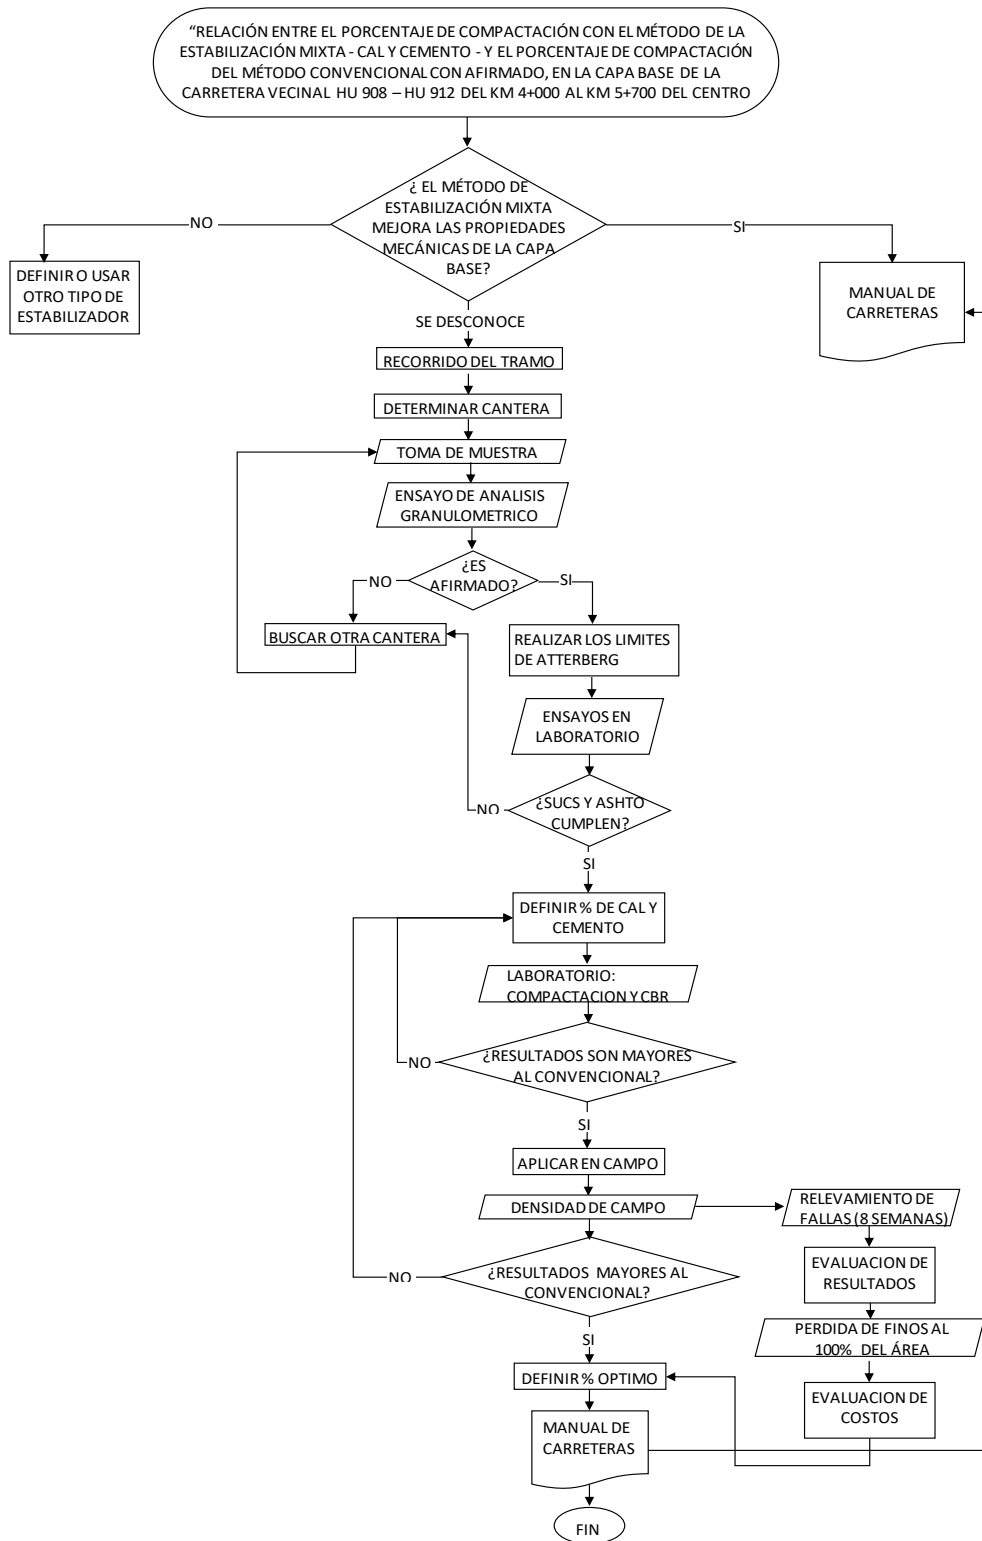 “RELACIÓN ENTRE EL PORCENTAJE DE COMPACTACIÓN CON EL MÉTODO DE LA
ESTABILIZACIÓN MIXTA - CAL Y CEMENTO - Y EL PORCENTAJE DE COMPACTACIÓN
DEL MÉTODO CONVENCIONAL CON AFIRMADO, EN LA CAPA BASE DE LA
CARRETERA VECINAL HU 908 – HU 912 DEL KM 4+000 AL KM 5+700 DEL CENTRO
¿ EL MÉTODO DE
ESTABILIZACIÓN MIXTA
MEJORA LAS PROPIEDADES
MECÁNICAS DE LA CAPA
BASE?
NO
SI
DEFINIR O USAR
OTRO TIPO DE
ESTABILIZADOR
MANUAL DE
CARRETERAS
SE DESCONOCE
RECORRIDO DEL TRAMO
DETERMINAR CANTERA
TOMA DE MUESTRA
ENSAYO DE ANALISIS
GRANULOMETRICO
¿ES
AFIRMADO?
NO
SI
BUSCAR OTRA CANTERA
REALIZAR LOS LIMITES
DE ATTERBERG
ENSAYOS EN
LABORATORIO
¿SUCS Y ASHTO
CUMPLEN?
NO
SI
DEFINIR % DE CAL Y
CEMENTO
LABORATORIO:
COMPACTACION Y CBR
¿RESULTADOS SON MAYORES
AL CONVENCIONAL?
NO
SI
APLICAR EN CAMPO
DENSIDAD DE CAMPO
RELEVAMIENTO DE
FALLAS (8 SEMANAS)
¿RESULTADOS MAYORES AL
CONVENCIONAL?
NO
EVALUACION DE
RESULTADOS
SI
PERDIDA DE FINOS AL
100% DEL ÁREA
DEFINIR % OPTIMO
EVALUACION DE
COSTOS
MANUAL DE
CARRETERAS
FIN